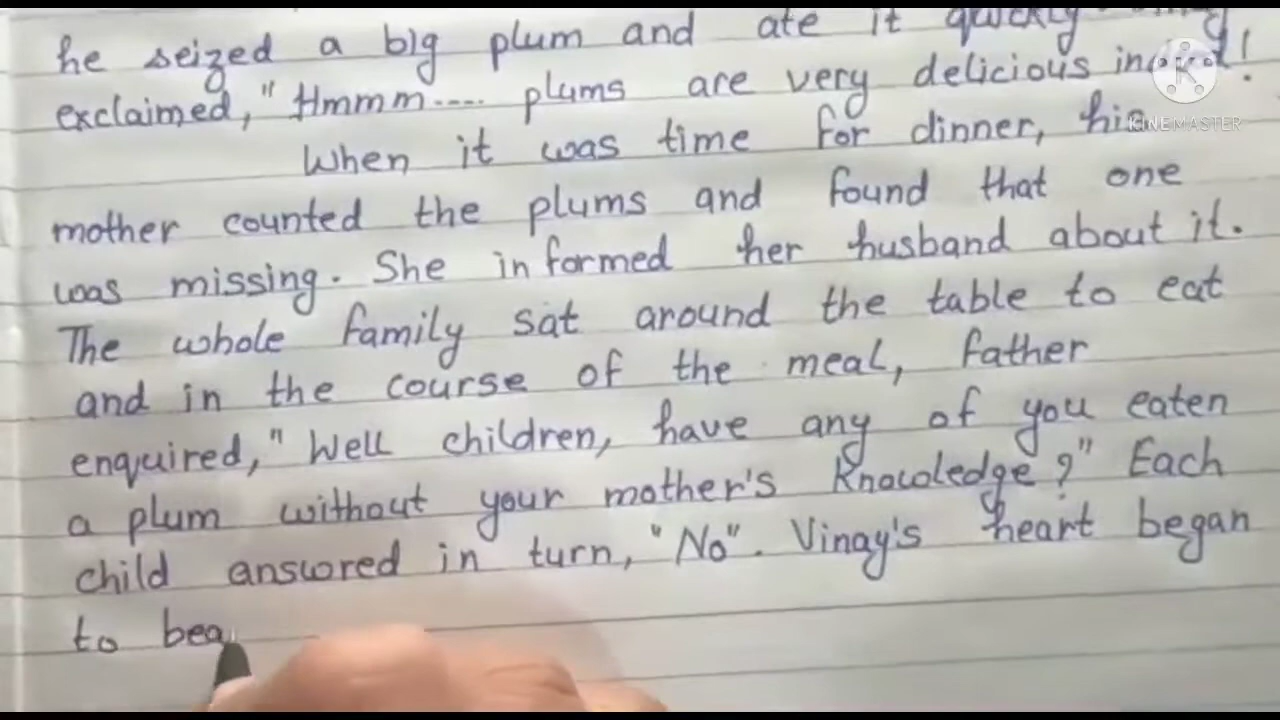 he seized a big plum and ate it quickly
exclaimed, "Hmmm.... plums are very delicious indeed!
When it was time for dinner, his
mother counted the plums and found that one
was missing. She informed her husband about it.
The whole family sat around the table to eat
and in the course of the meal, father
enquired, "Well children, have any of you eaten
a plum without your mother's knowledge?" Each
child answored in turn, "No". Vinay's heart began
to bea
KINEMASTER